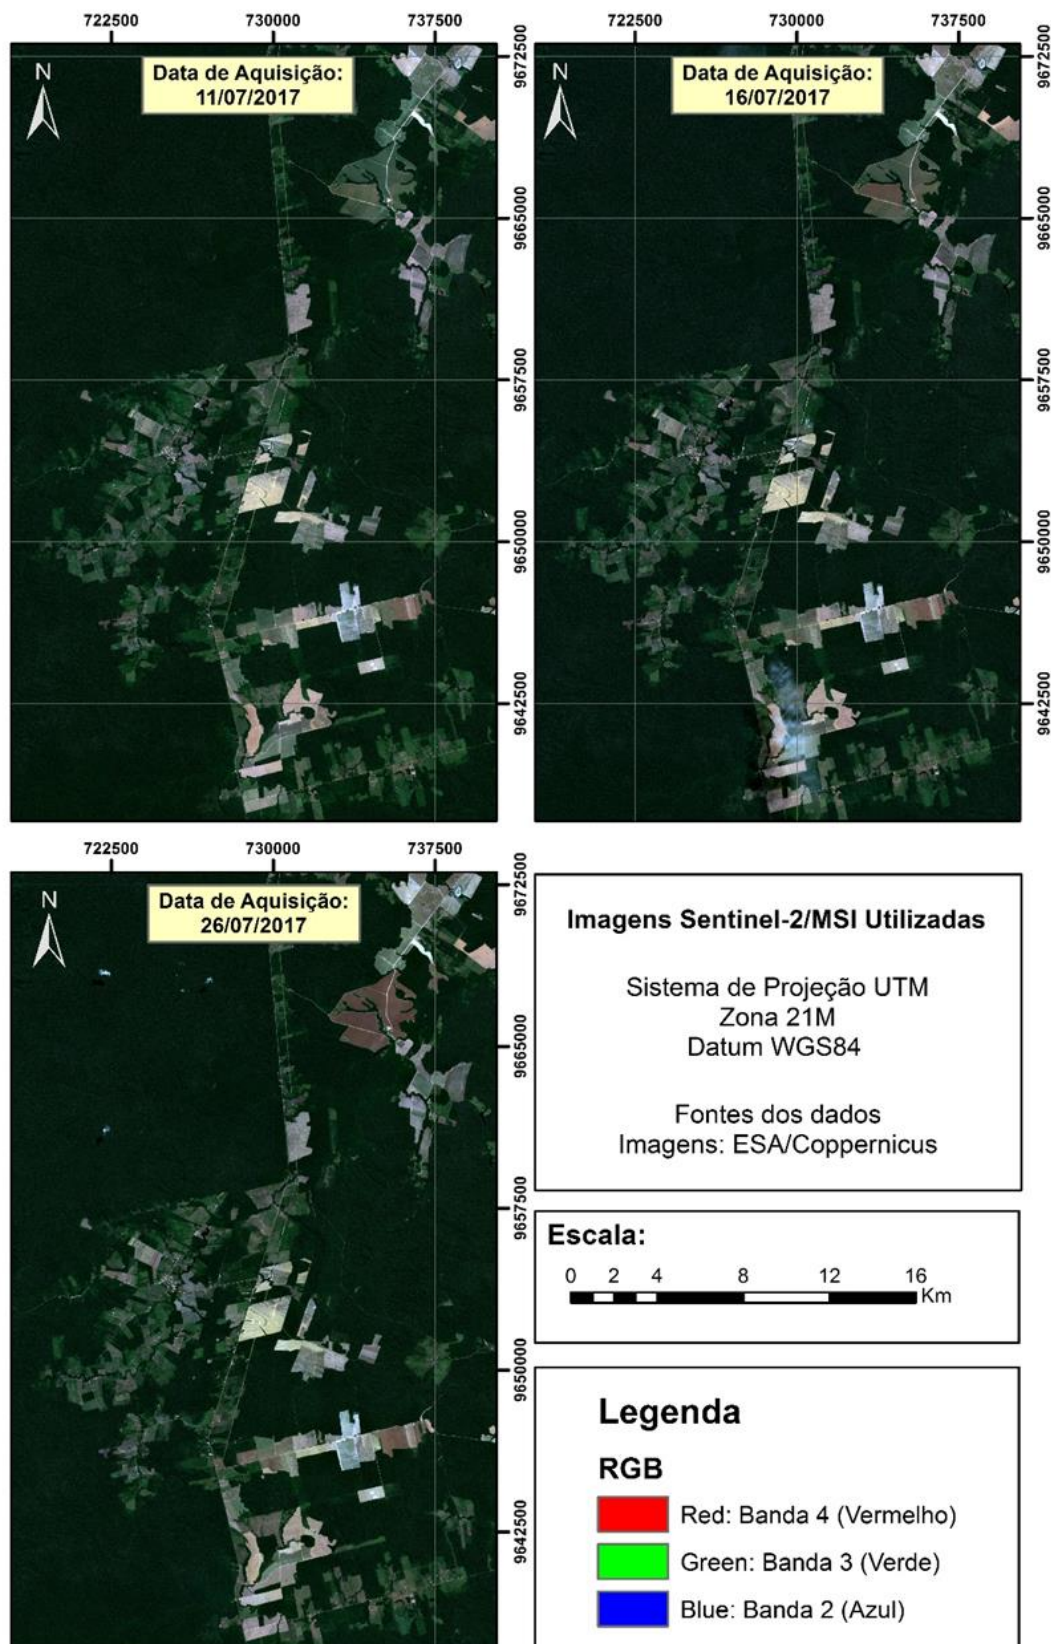 722500 730000 737500
722500 730000 737500
N
Data de Aquisição:
11/07/2017
9672500
9665000
9657500
9650000
9642500
N
Data de Aquisição:
16/07/2017
9672500
9665000
9657500
9650000
9642500
722500 730000 737500
N
Data de Aquisição:
26/07/2017
9672500
9665000
9657500
9650000
9642500
Imagens Sentinel-2/MSI Utilizadas
Sistema de Projeção UTM
Zona 21M
Datum WGS84
Fontes dos dados
Imagens: ESA/Coppernicus
Escala:
0 2 4 8 12 16
Km
Legenda
RGB
Red: Banda 4 (Vermelho)
Green: Banda 3 (Verde)
Blue: Banda 2 (Azul)